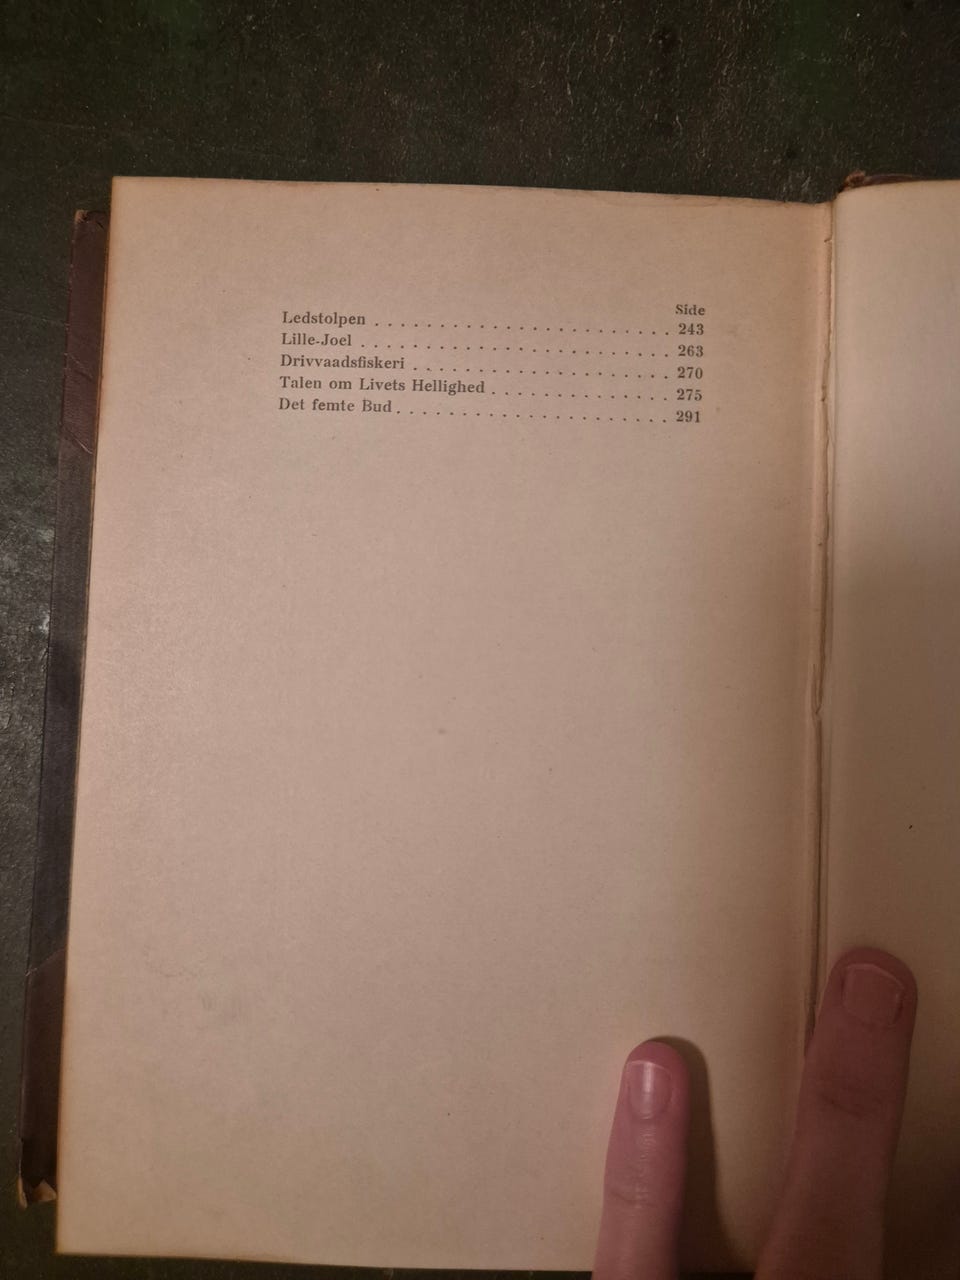 Side
Ledstolpen . . . . . . . . . . . . . . . . . . . . . . . 243
Lille-Joel . . . . . . . . . . . . . . . . . . . . . . . . 263
Drivvaadsfiskeri . . . . . . . . . . . . . . . . . . . . 270
Talen om Livets Hellighed . . . . . . . . . . . . . . 275
Det femte Bud . . . . . . . . . . . . . . . . . . . . . 291